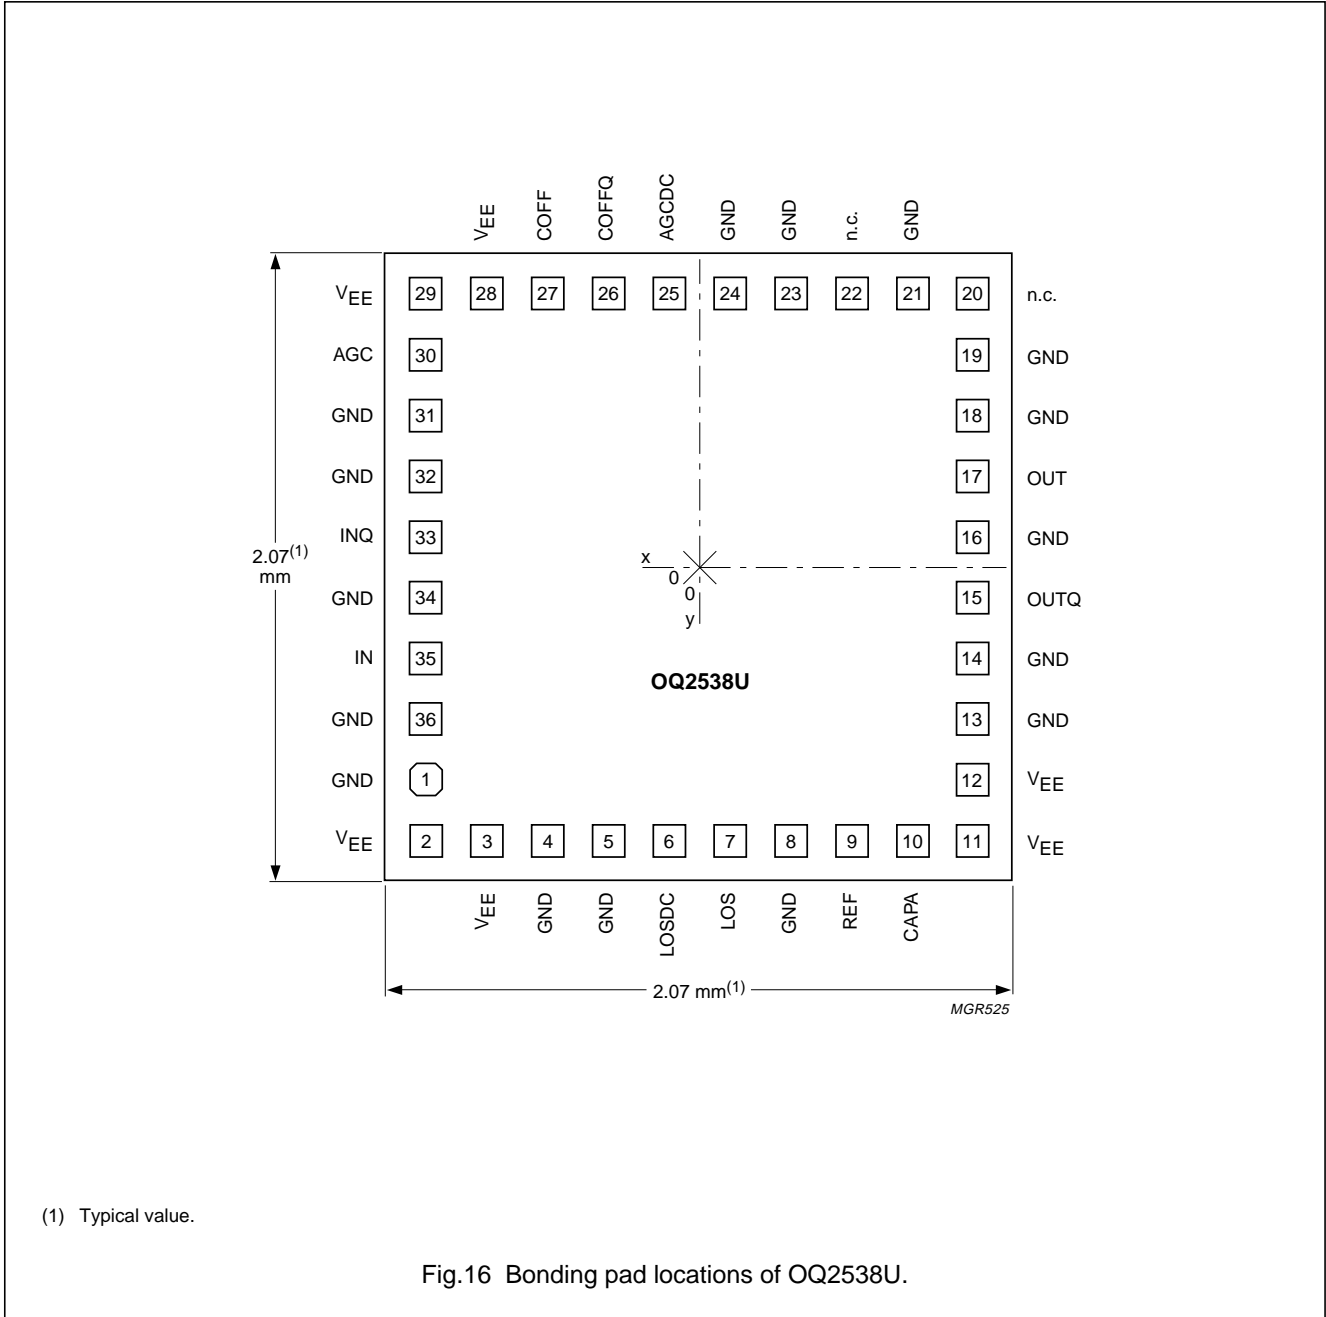 VEE COFF COFFQ AGCDC GND GND n.c. GND
VEE 29 28 27 26 25 24 23 22 21 20 n.c.
AGC 30 19 GND
GND 31 18 GND
GND 32 17 OUT
INQ 33 16 GND
2.07(1)
mm
x
0
0
y
GND 34 15 OUTQ
IN 35 14 GND
OQ2538U
GND 36 13 GND
GND 1 12 VEE
VEE 2 3 4 5 6 7 8 9 10 11 VEE
VEE GND GND LOSDC LOS GND REF CAPA
2.07 mm(1)
MGR525
(1) Typical value.
Fig.16 Bonding pad locations of OQ2538U.